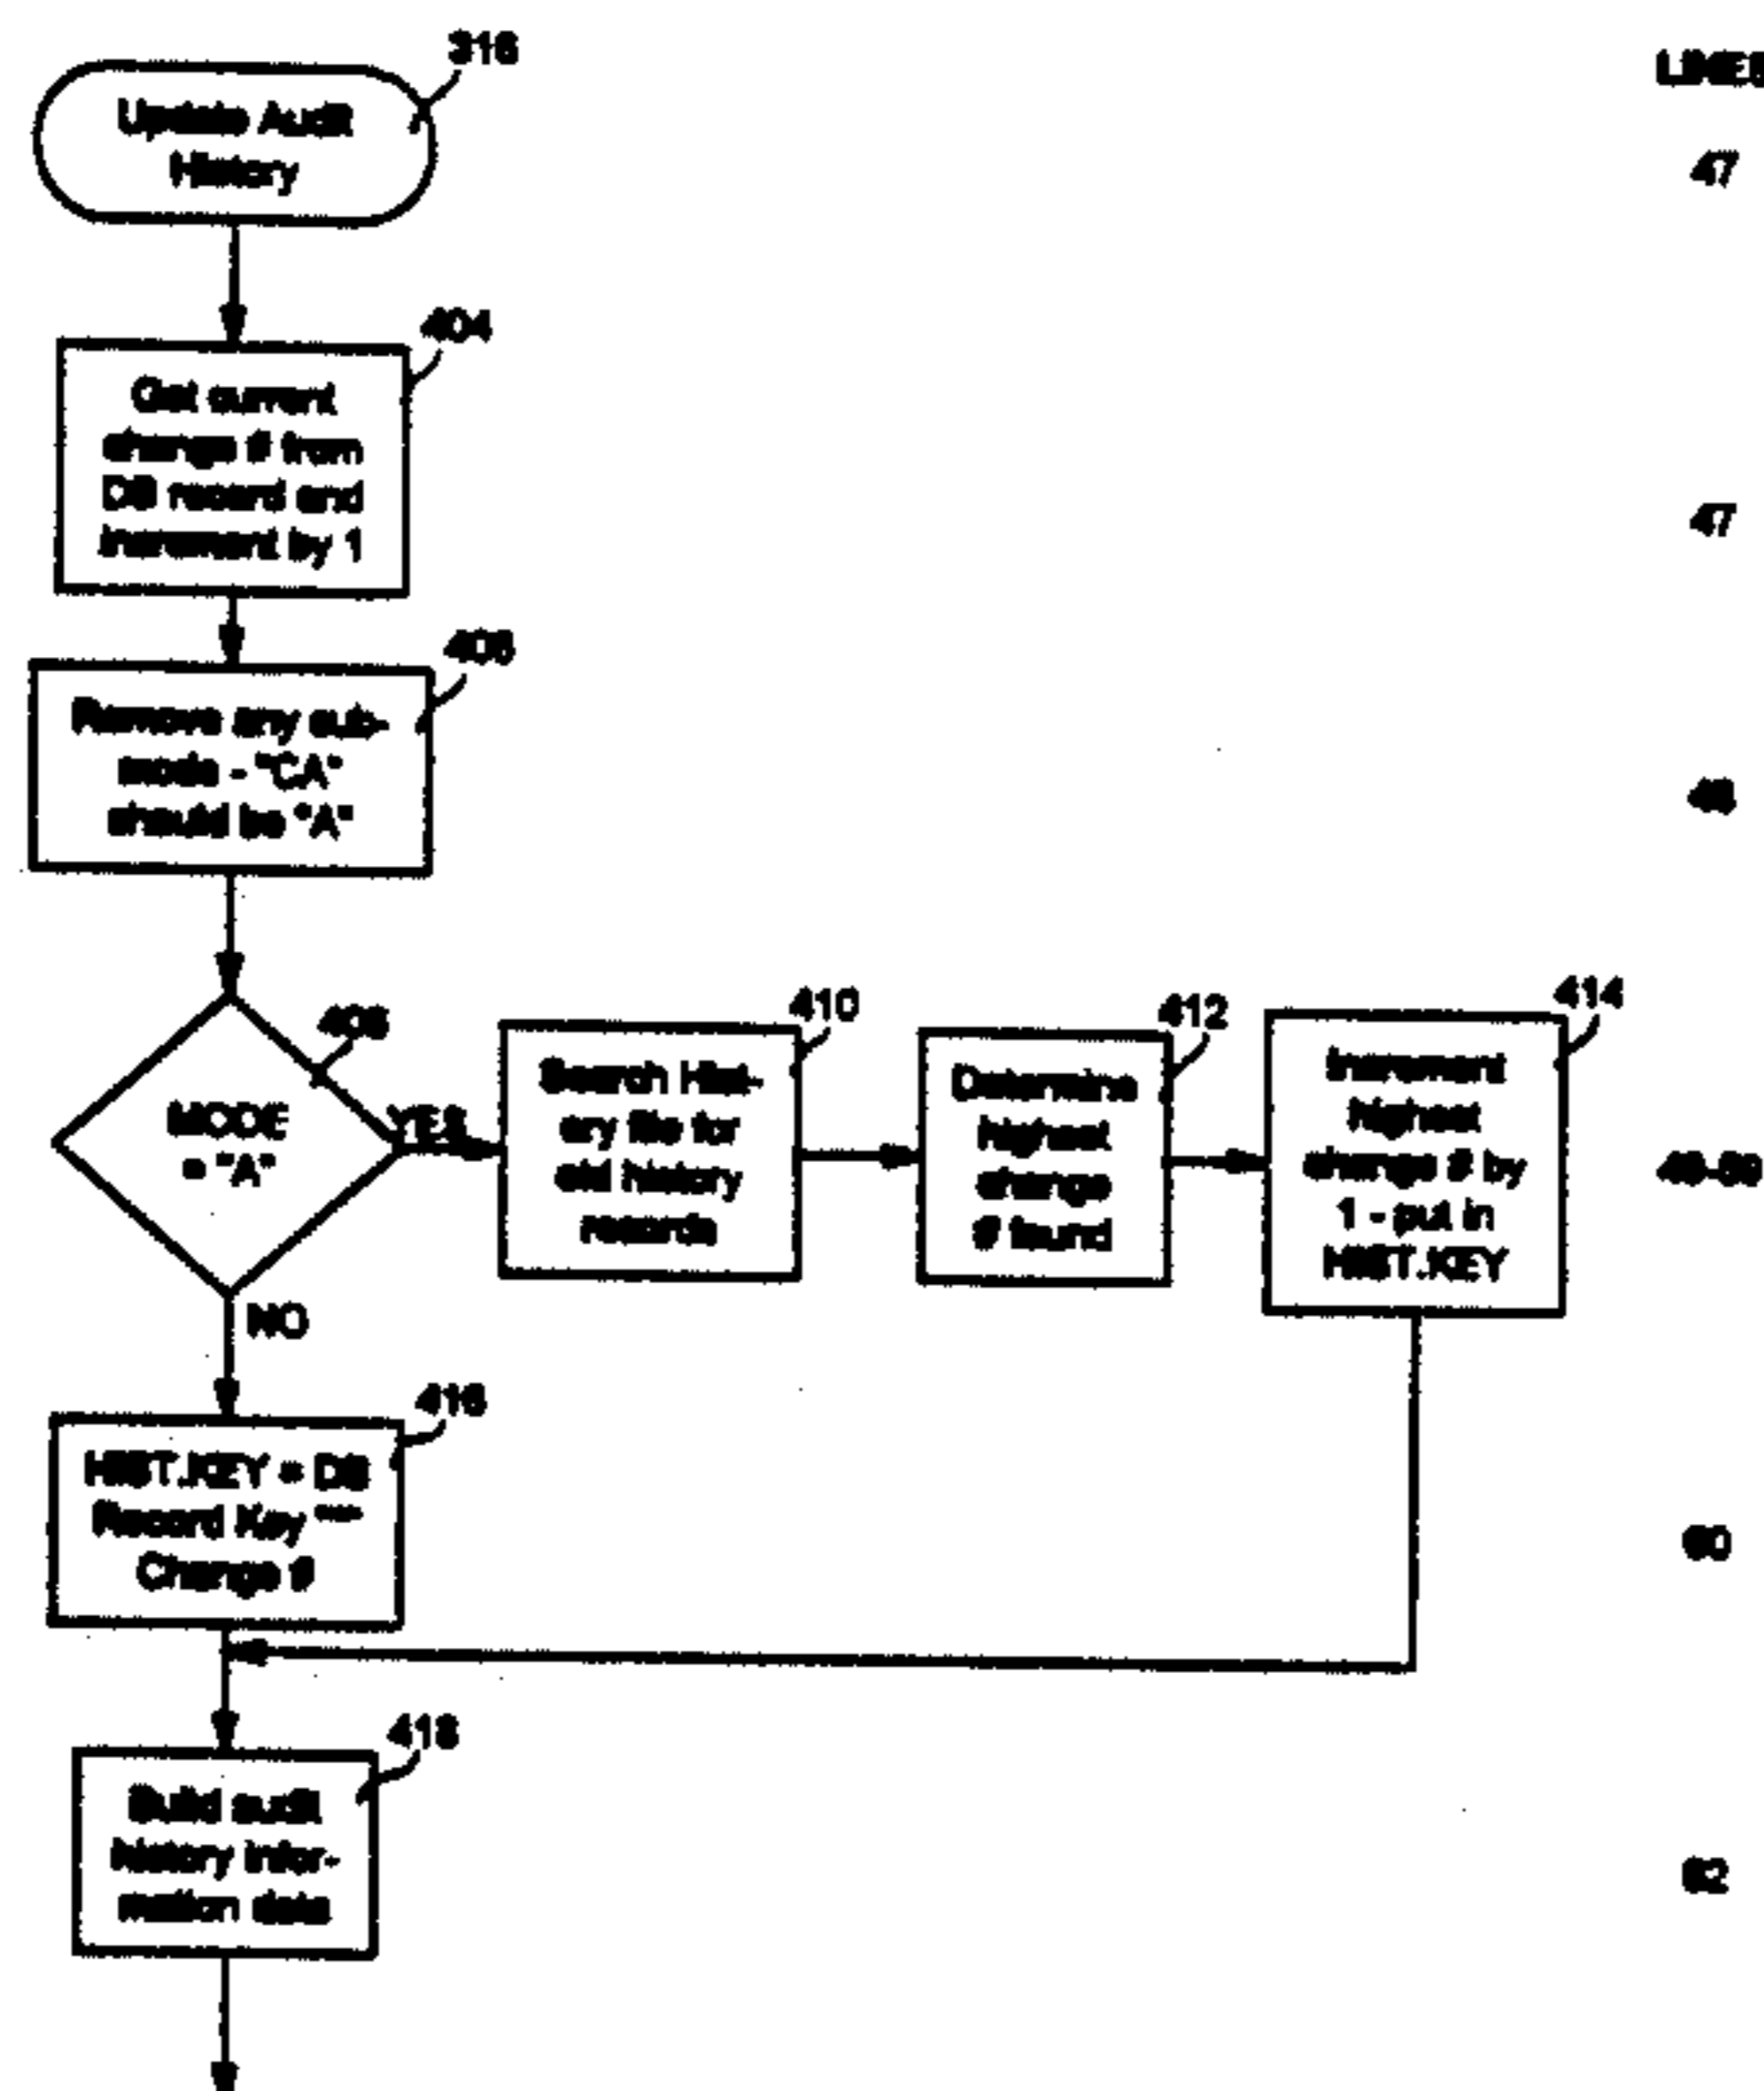 316
LINES
Update Audit
History
47
404
Get current
change # from
DB record and
increment by 1
47
Remove any sub-
mode - "CA"
should be "A"
MODE
= "A"
YES
NO
410
Search Hist-
ory file for
old history
records
412
Determine
highest
change
# found
414
Increment
highest
change # by
1 - put in
HIST.KEY
416
HIST.KEY = DB
Record Key
Change #
60
418
Build audit
history infor-
mation data
62